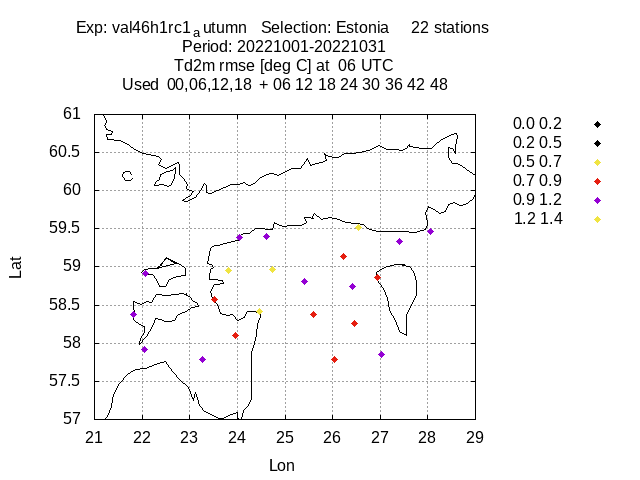 Exp: val46h1rc1a utumn Selection: Estonia 22 stations
Period: 20221001-20221031
Td2m rmse [deg C] at 06 UTC
Used 00,06,12,18 + 06 12 18 24 30 36 42 48
61
60.5
60
59.5
59
58.5
58
57.5
57
21 22 23 24 25 26 27 28 29
Lat
Lon
0.0 0.2
0.2 0.5
0.5 0.7
0.7 0.9
0.9 1.2
1.2 1.4